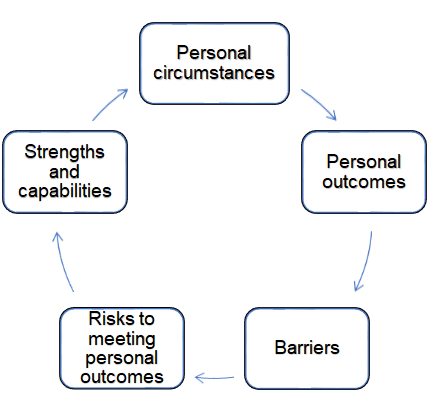 Personal
circumstances
Personal
outcomes
Barriers
Risks to
meeting
personal
outcomes
Strengths
and
capabilities